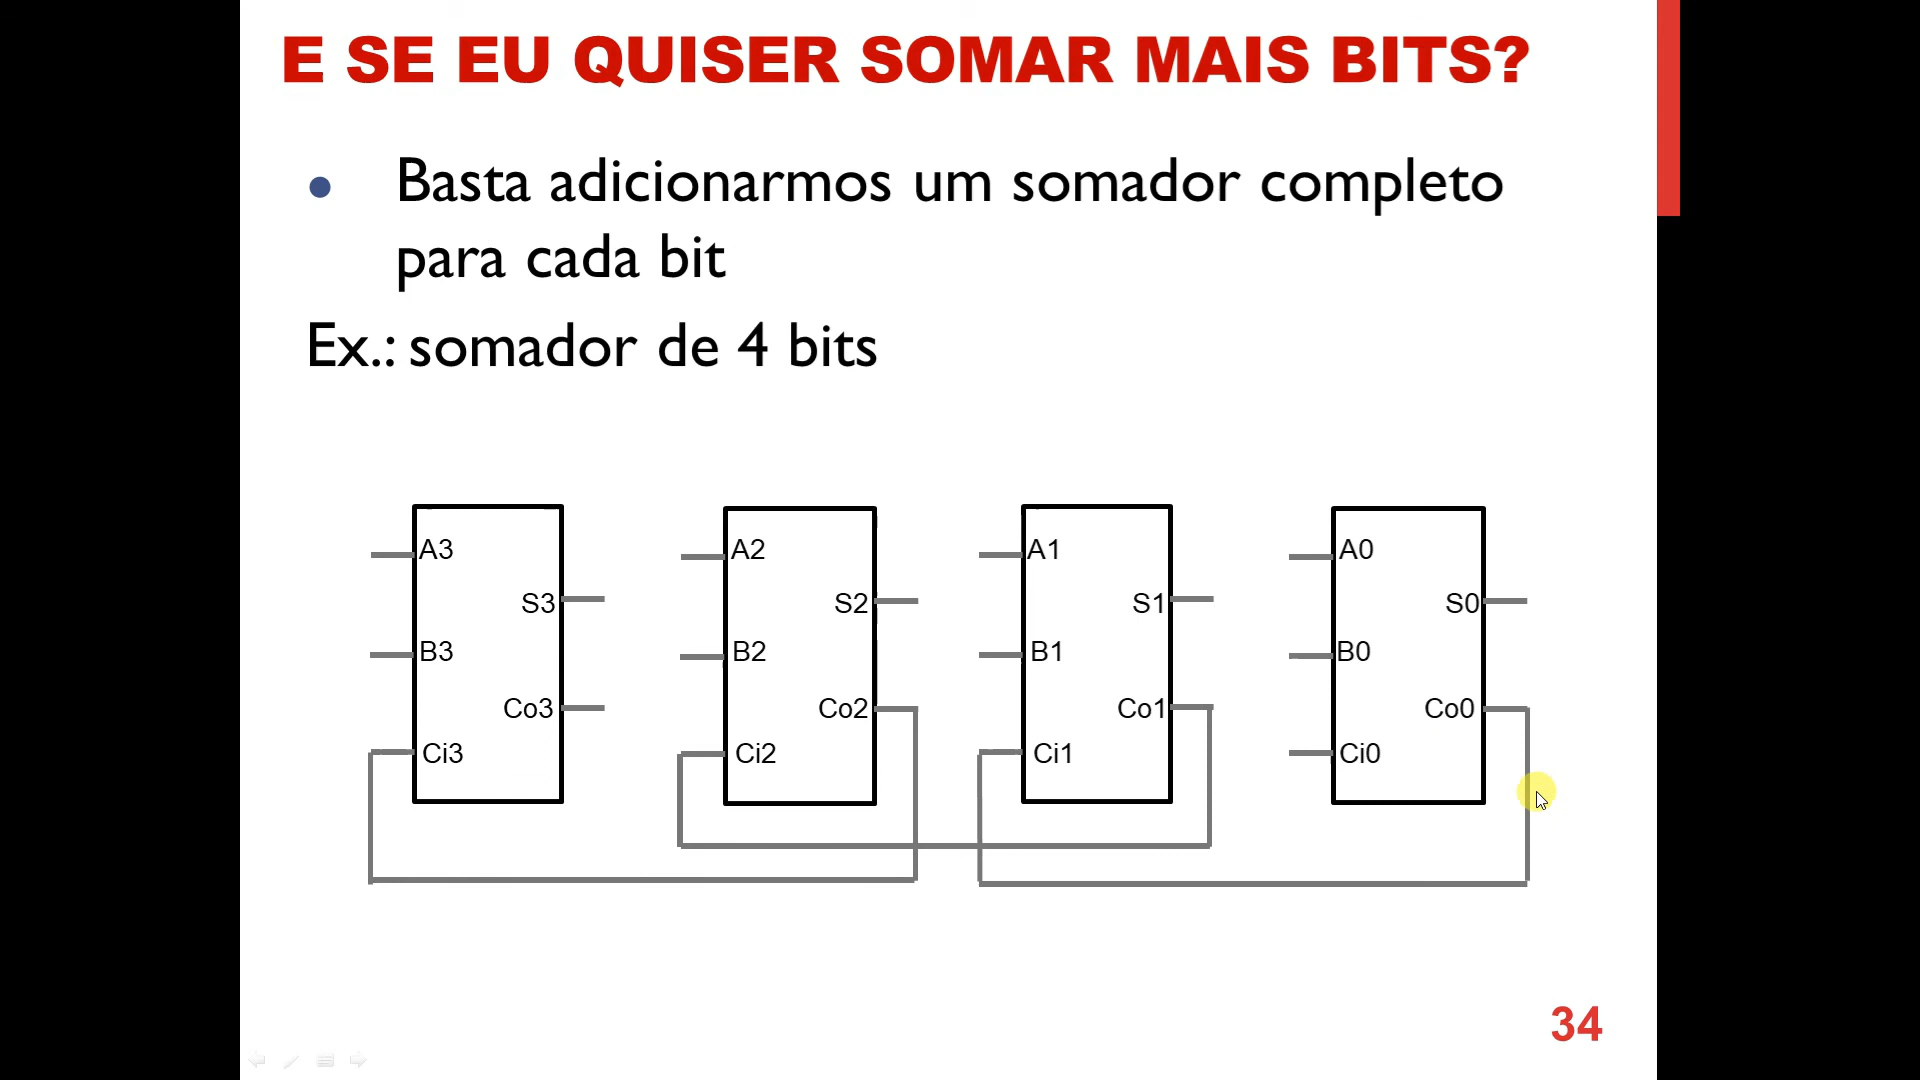 E SE EU QUISER SOMAR MAIS BITS?
• Basta adicionarmos um somador completo
para cada bit
Ex.: somador de 4 bits
A3 A2 A1 A0
S3 S2 S1 S0
B3 B2 B1 B0
Co3 Co2 Co1 Co0
Ci3 Ci2 Ci1 Ci0
34